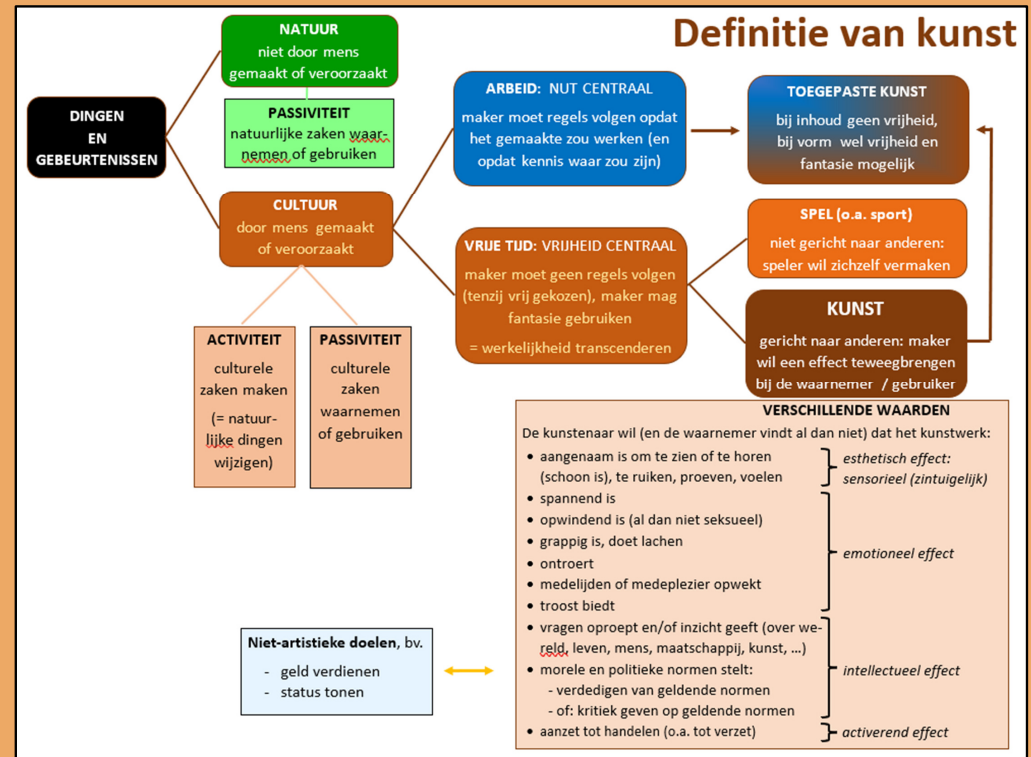 Definitie van kunst
DINGEN
EN
GEBEURTENISSEN
NATUUR
niet door mens
gemaakt of veroorzaakt
PASSIVITEIT
natuurlijke zaken waar-
nemen of gebruiken
CULTUUR
door mens gemaakt
of veroorzaakt
ACTIVITEIT
culturele
zaken maken
(= natuur-
lijke dingen
wijzigen)
PASSIVITEIT
culturele
zaken
waarnemen
of gebruiken
ARBEID: NUT CENTRAAL
maker moet regels volgen opdat
het gemaakte zou werken (en
opdat kennis waar zou zijn)
VRIJE TIJD: VRIJHEID CENTRAAL
maker moet geen regels volgen
(tenzij vrij gekozen), maker mag
fantasie gebruiken
= werkelijkheid transcenderen
TOEGEPASTE KUNST
bij inhoud geen vrijheid,
bij vorm wel vrijheid en
fantasie mogelijk
SPEL (o.a. sport)
niet gericht naar anderen:
speler wil zichzelf vermaken
KUNST
gericht naar anderen: maker
wil een effect teweegbrengen
bij de waarnemer / gebruiker
VERSCHILLENDE WAARDEN
De kunstenaar wil (en de waarnemer vindt al dan niet) dat het kunstwerk:
• aangenaam is om te zien of te horen
(schoon is), te ruiken, proeven, voelen
esthetisch effect:
sensorieel (zintuigelijk)
• spannend is
• opwindend is (al dan niet seksueel)
• grappig is, doet lachen
• ontroert
• medelijden of medeplezier opwekt
• troost biedt
emotioneel effect
• vragen oproept en/of inzicht geeft (over we-
reld, leven, mens, maatschappij, kunst, ...)
• morele en politieke normen stelt:
- verdedigen van geldende normen
- of: kritiek geven op geldende normen
intellectueel effect
• aanzet tot handelen (o.a. tot verzet)
activerend effect
Niet-artistieke doelen, bv.
- geld verdienen
- status tonen